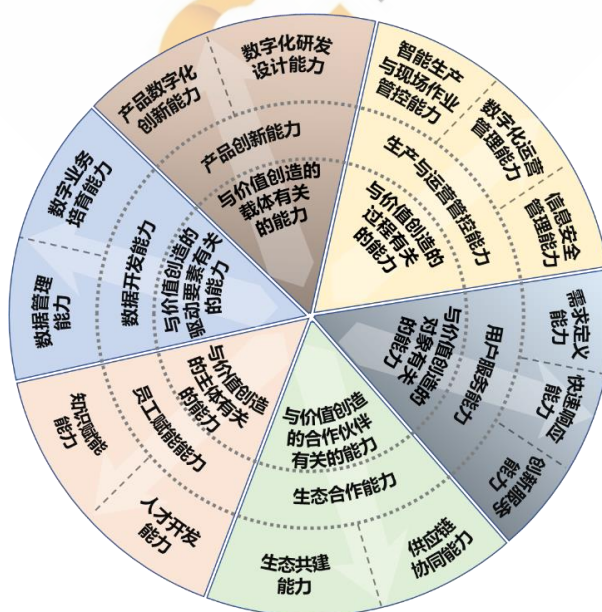 产品数字化
创新能力
数字化研发
设计能力
产品创新能力
与价值创造的
载体有关
的能力
智能生产
与现场作业
管控能力
数字化运营
管理能力
信息安全
管理能力
生产与运营管控能力
与价值创造的
过程有关
的能力
需求定义
能力
快速响应
能力
创新服务
能力
用户服务能力
与价值创造的
对象有关
的能力
与价值创造
的合作伙伴
有关的能力
生态合作能力
供应链
协同能力
生态共建
能力
与价值创造
的主体有关
的能力
员工赋能能力
人才开发
能力
知识赋能
能力
与价值创造的
驱动要素有关
的能力
数据开发能力
数据管理
能力
数字业务
培育能力